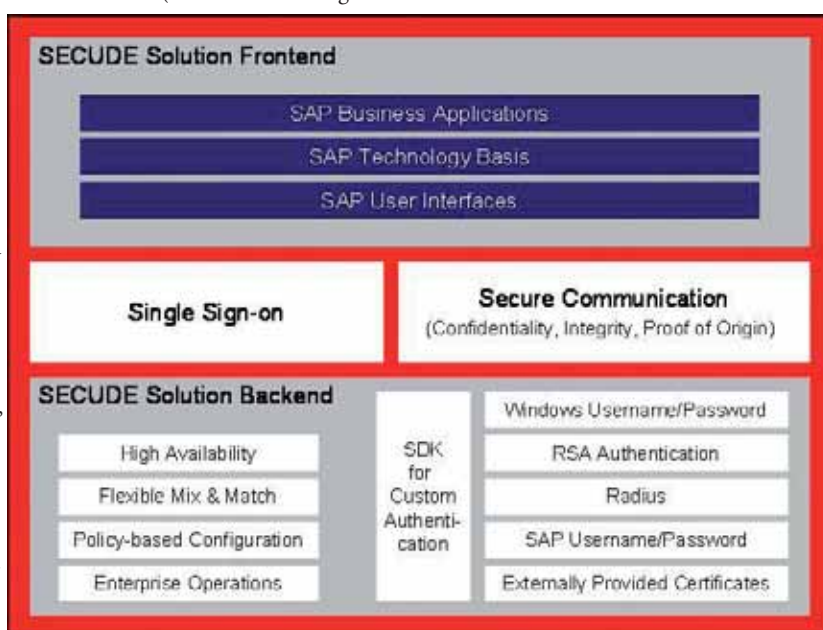 SECUDE Solution Frontend
SAP Business Applications
SAP Technology Basis
SAP User Interfaces
Single Sign-on
Secure Communication
(Confidentiality, Integrity, Proof of Origin)
SECUDE Solution Backend
High Availability
Flexible Mix & Match
Policy-based Configuration
Enterprise Operations
SDK
for
Custom
Authenti-
cation
Windows Username/Password
RSA Authentication
Radius
SAP Username/Password
Externally Provided Certificates